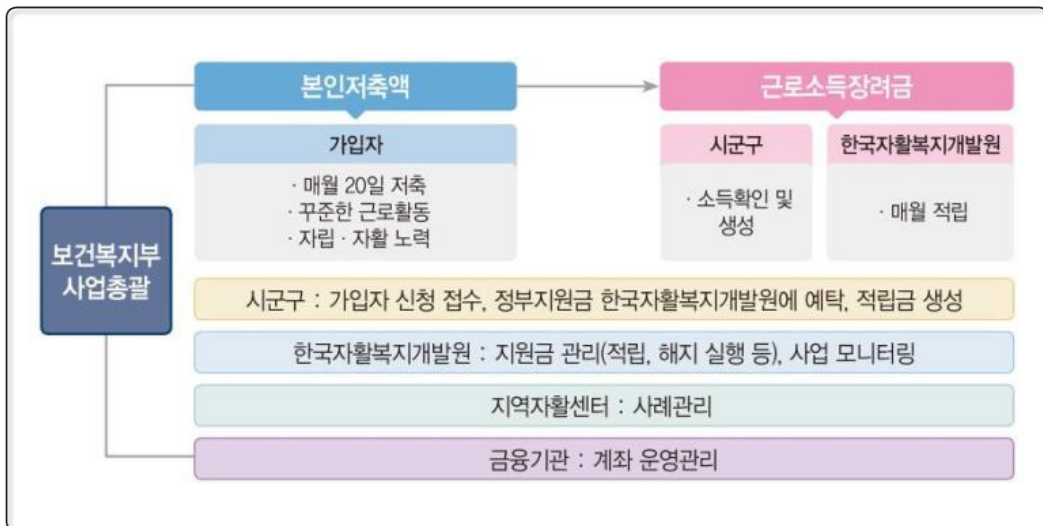 보건복지부
사업총괄
본인저축액
가입자
· 매월 20일 저축
· 꾸준한 근로활동
· 자립 · 자활 노력
근로소득장려금
시군구
· 소득확인 및
생성
한국자활복지개발원
· 매월 적립
시군구 : 가입자 신청 접수, 정부지원금 한국자활복지개발원에 예탁, 적립금 생성
한국자활복지개발원 : 지원금 관리(적립, 해지 실행 등), 사업 모니터링
지역자활센터 : 사례관리
금융기관 : 계좌 운영관리